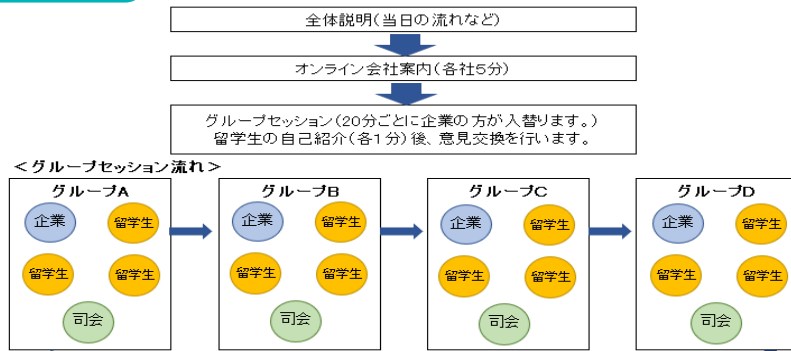 全体説明(当日の流れなど)
オンライン会社案内(各社5分)
グループセッション(20分ごとに企業の方が入替ります。)
留学生の自己紹介(各1分)後、意見交換を行います。
<グループセッション流れ>
グループA
企業
留学生
留学生
留学生
司会
グループB
企業
留学生
留学生
留学生
司会
グループC
企業
留学生
留学生
留学生
司会
グループD
企業
留学生
留学生
留学生
司会